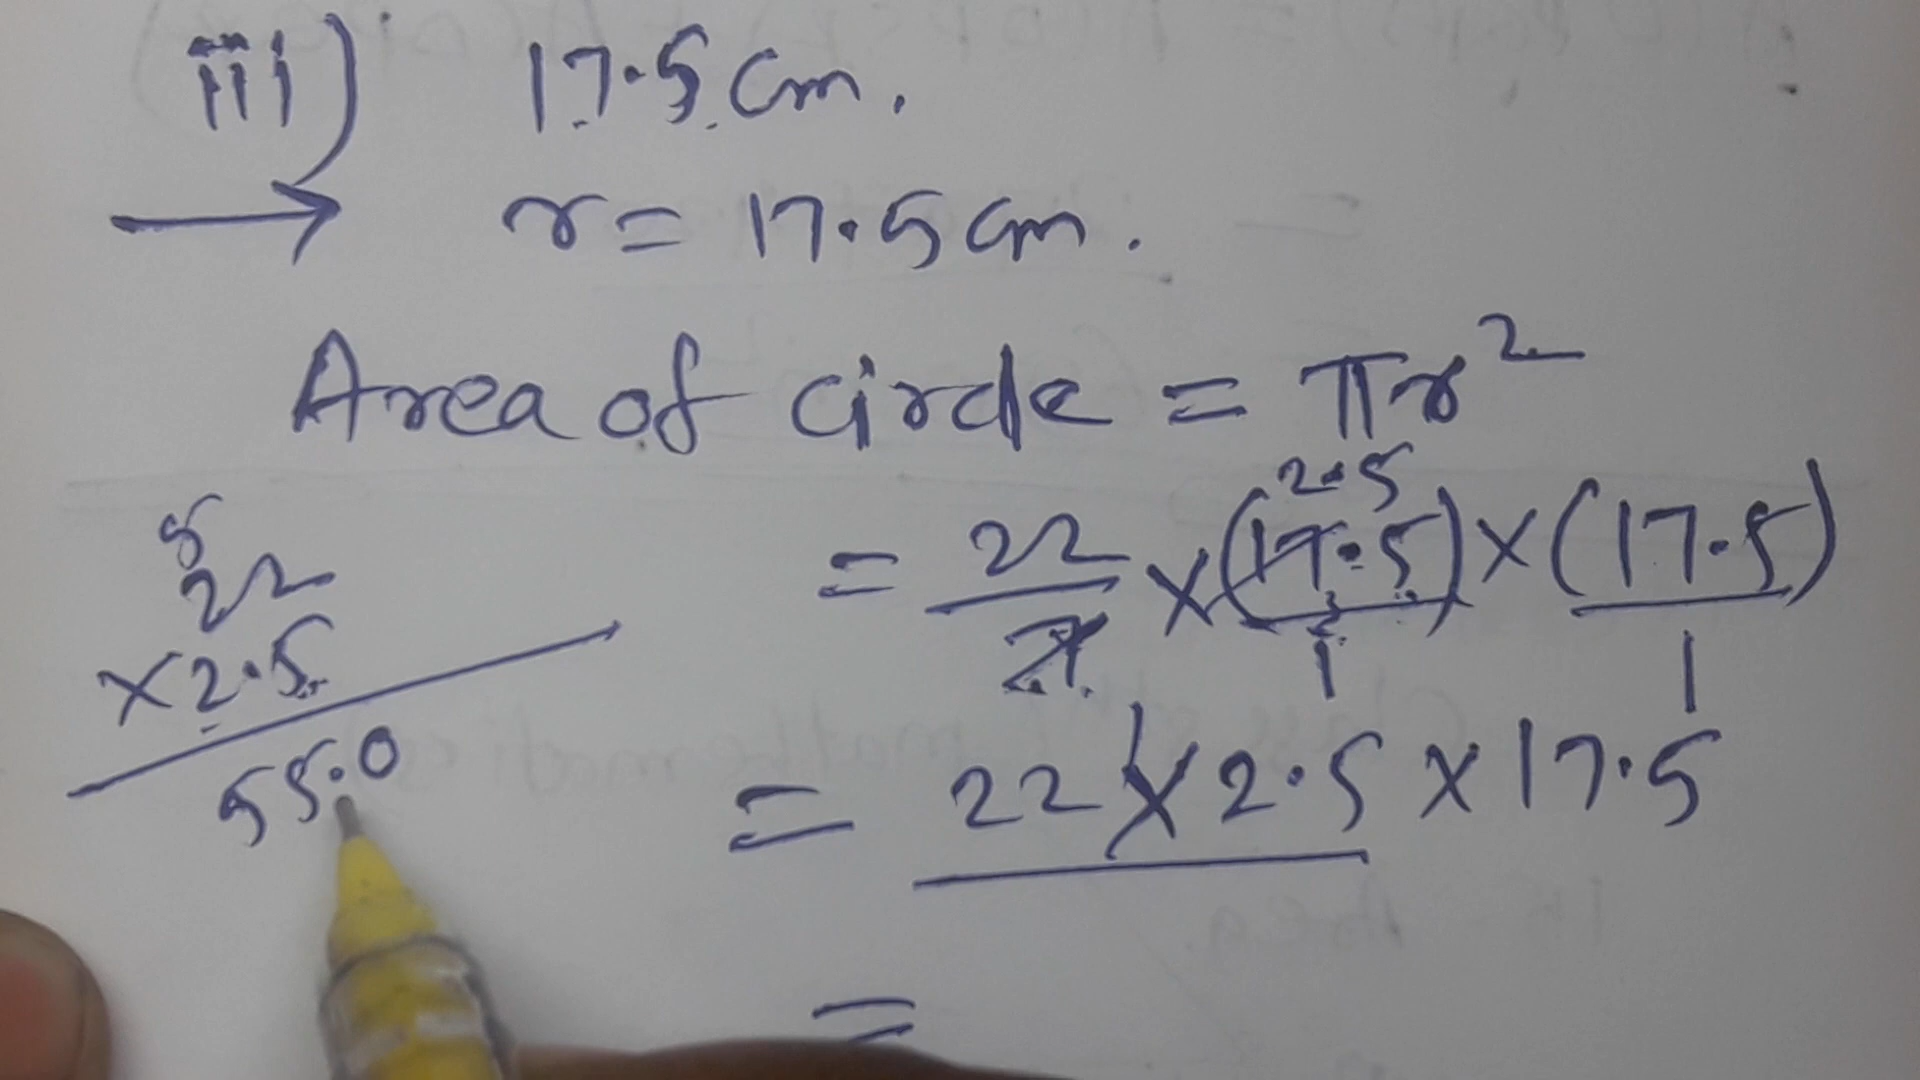 iii) 17.5 cm.
→ r = 17.5 cm.
Area of circle = πr²
2.5
= 22/7 × (17.5)/1 × (17.5)/1
= 22 × 2.5 × 17.5
=
22
×2.5
55.0